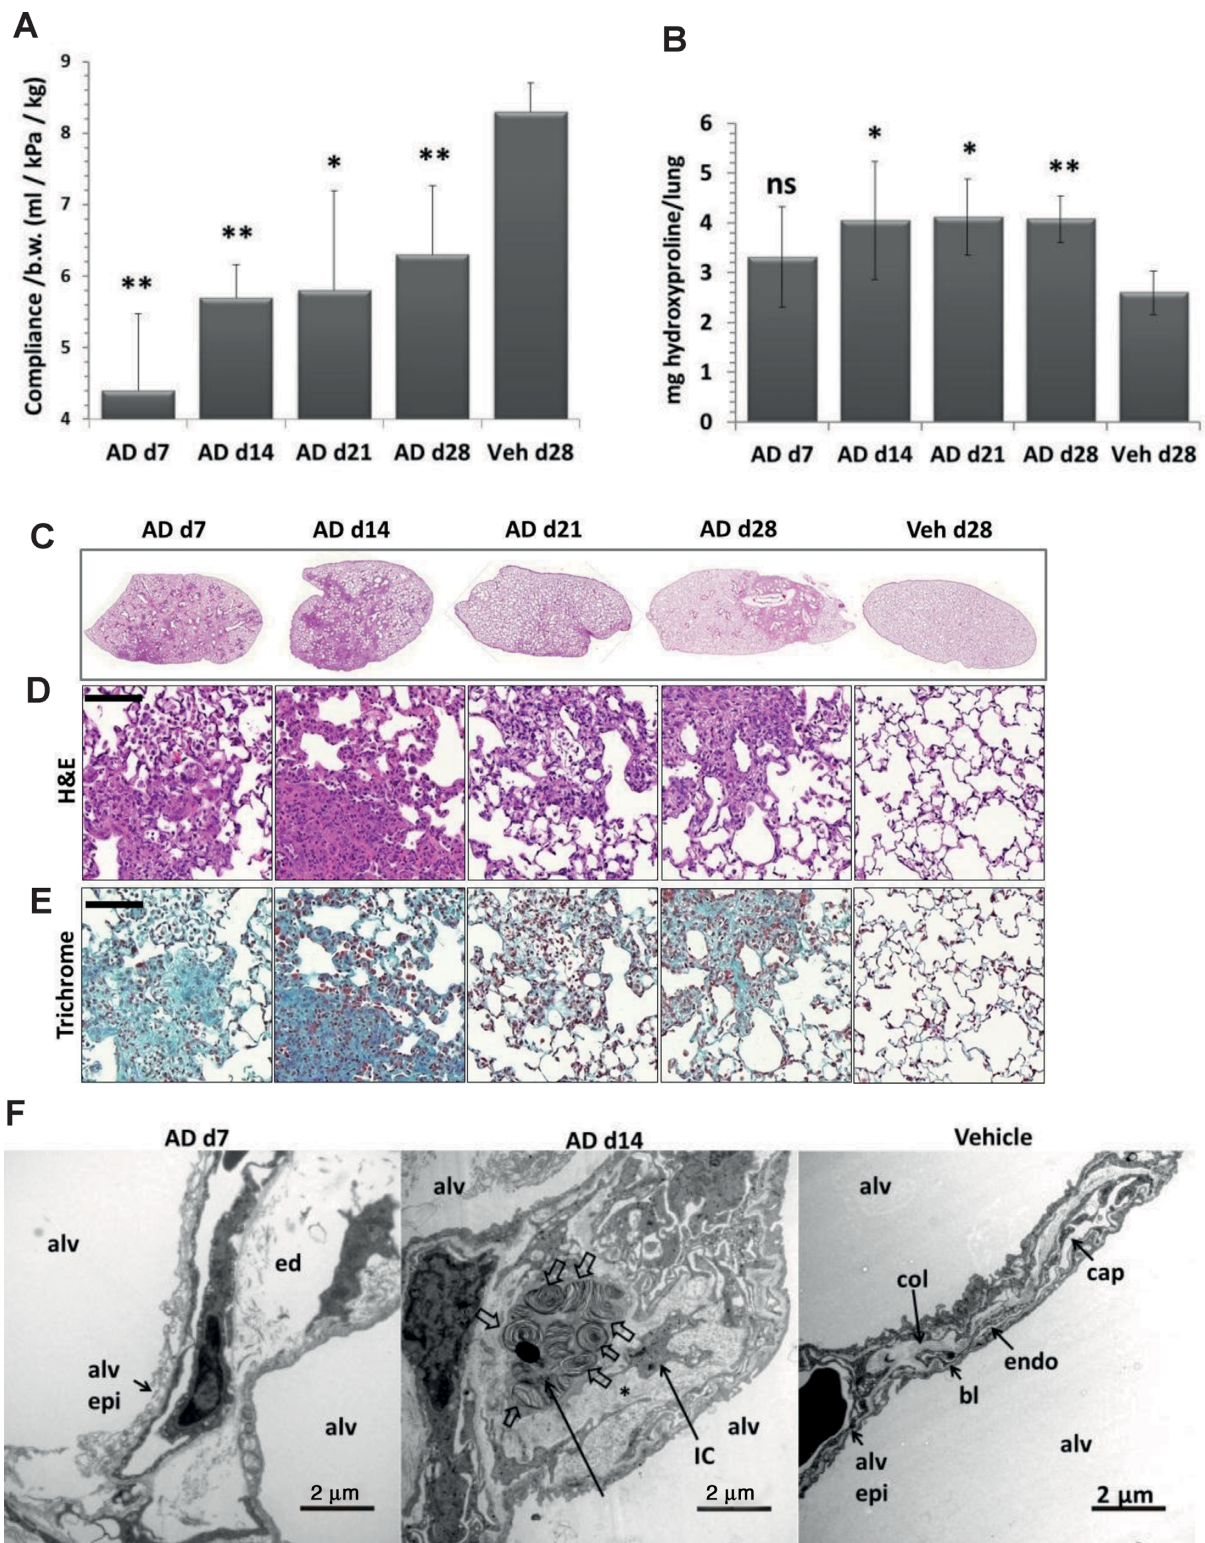 A
Compliance /b.w. (ml / kPa / kg)
9
8
7
6
5
4
**
**
*
**
AD d7
AD d14
AD d21
AD d28
Veh d28
B
mg hydroxyproline/lung
6
5
4
3
2
1
0
ns
*
*
**
AD d7
AD d14
AD d21
AD d28
Veh d28
C
AD d7
AD d14
AD d21
AD d28
Veh d28
D
H&E
E
Trichrome
F
AD d7
alv
ed
alv
epi
alv
2 μm
AD d14
alv
*
alv
IC
2 μm
Vehicle
alv
cap
col
endo
bl
alv
epi
alv
2 μm